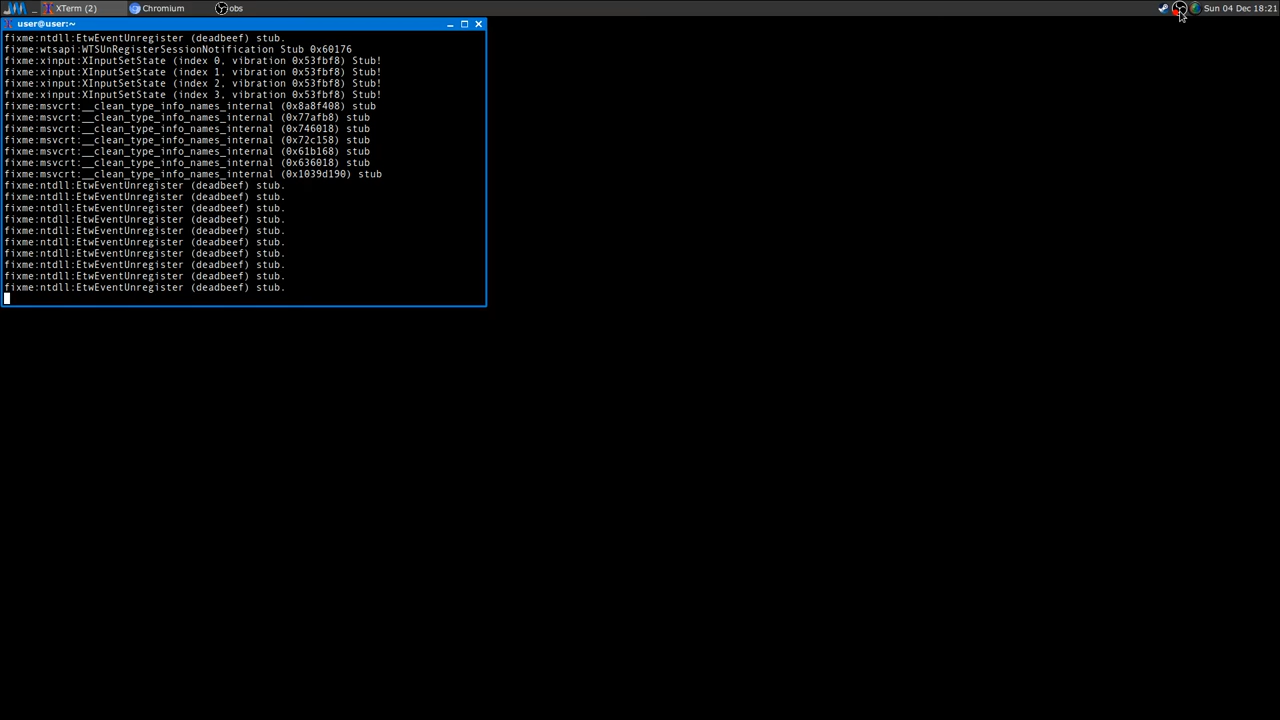 _ XTerm (2) Chromium obs Sun 04 Dec 18:21
user@user:~
fixme:ntdll:EtwEventUnregister (deadbeef) stub.
fixme:wtsapi:WTSUnRegisterSessionNotification Stub 0x60176
fixme:xinput:XInputSetState (index 0, vibration 0x53fbf8) Stub!
fixme:xinput:XInputSetState (index 1, vibration 0x53fbf8) Stub!
fixme:xinput:XInputSetState (index 2, vibration 0x53fbf8) Stub!
fixme:xinput:XInputSetState (index 3, vibration 0x53fbf8) Stub!
fixme:msvcrt:__clean_type_info_names_internal (0x8a8f408) stub
fixme:msvcrt:__clean_type_info_names_internal (0x77afb8) stub
fixme:msvcrt:__clean_type_info_names_internal (0x746018) stub
fixme:msvcrt:__clean_type_info_names_internal (0x72c158) stub
fixme:msvcrt:__clean_type_info_names_internal (0x61b168) stub
fixme:msvcrt:__clean_type_info_names_internal (0x636018) stub
fixme:msvcrt:__clean_type_info_names_internal (0x1039d190) stub
fixme:ntdll:EtwEventUnregister (deadbeef) stub.
fixme:ntdll:EtwEventUnregister (deadbeef) stub.
fixme:ntdll:EtwEventUnregister (deadbeef) stub.
fixme:ntdll:EtwEventUnregister (deadbeef) stub.
fixme:ntdll:EtwEventUnregister (deadbeef) stub.
fixme:ntdll:EtwEventUnregister (deadbeef) stub.
fixme:ntdll:EtwEventUnregister (deadbeef) stub.
fixme:ntdll:EtwEventUnregister (deadbeef) stub.
fixme:ntdll:EtwEventUnregister (deadbeef) stub.
fixme:ntdll:EtwEventUnregister (deadbeef) stub.